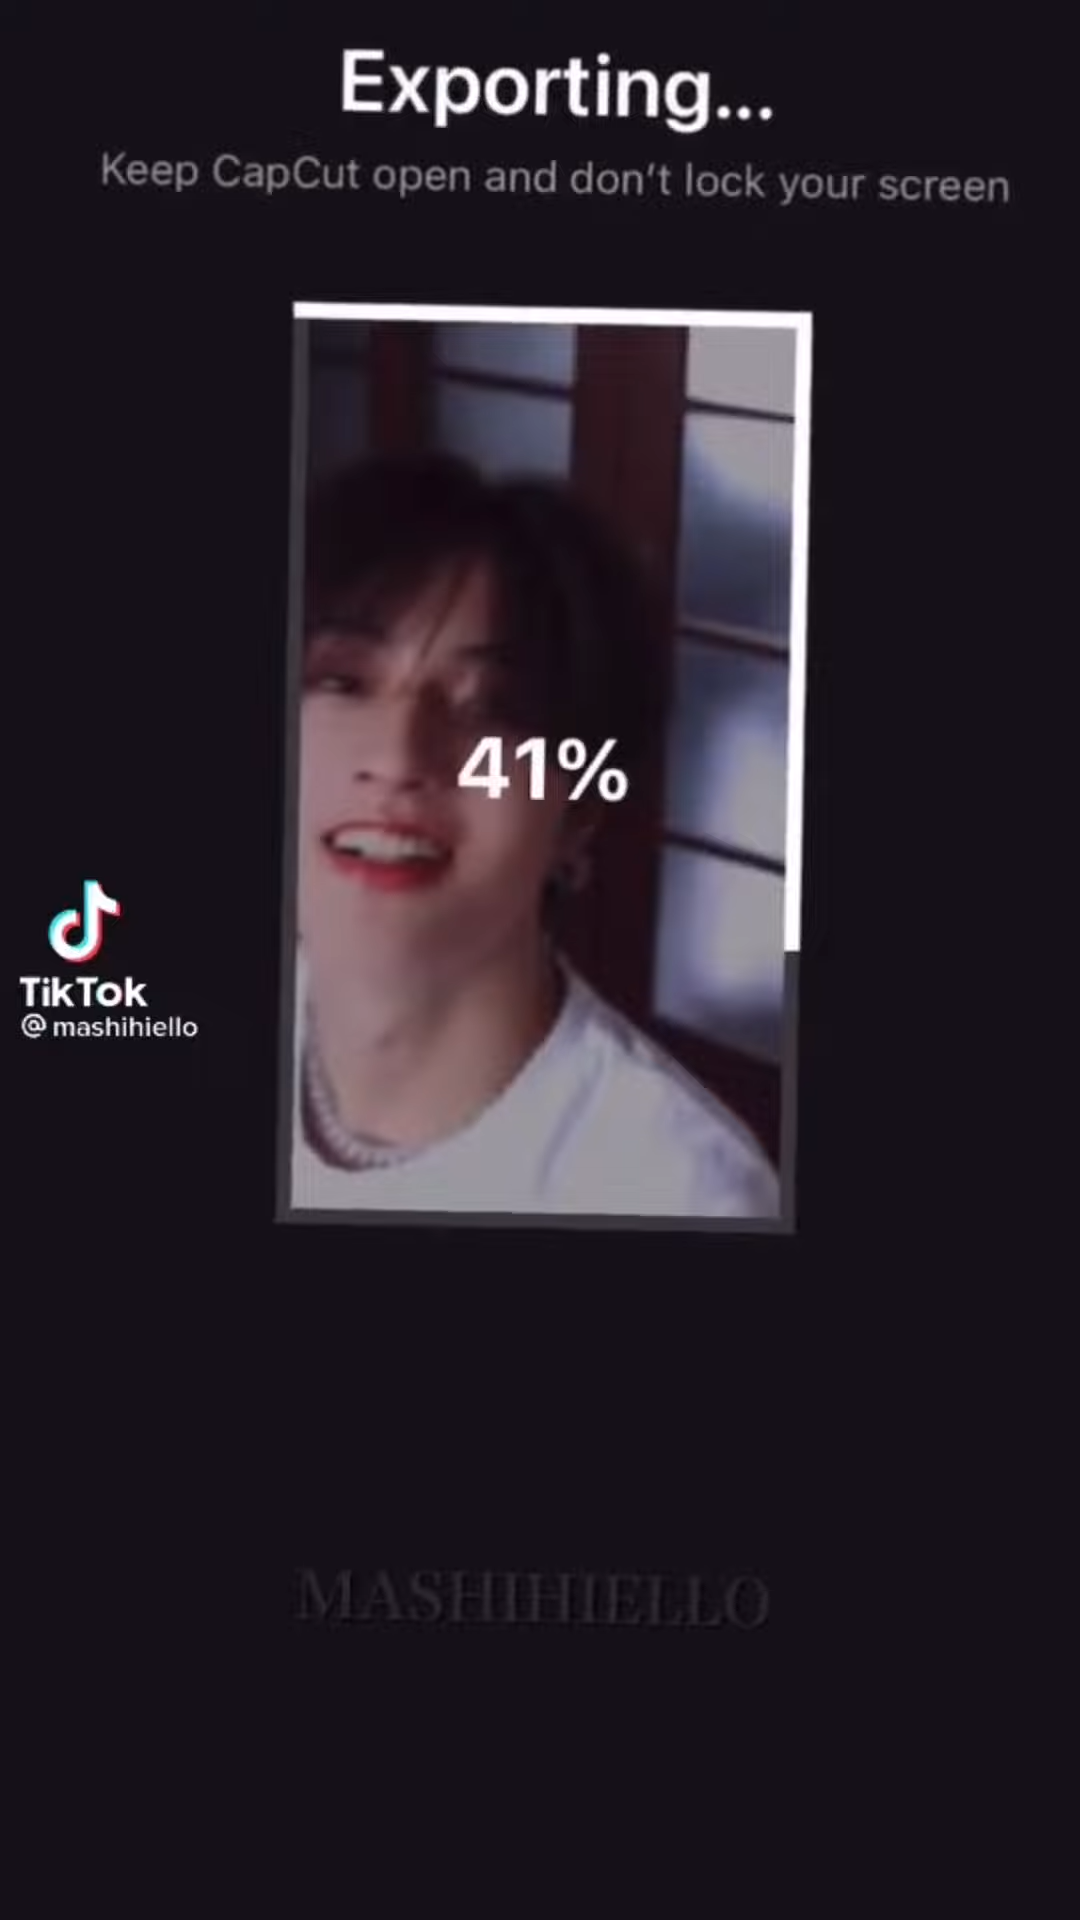 Exporting...
Keep CapCut open and don't lock your screen
41%
TikTok
@mashihiello
MASHIHIELLO